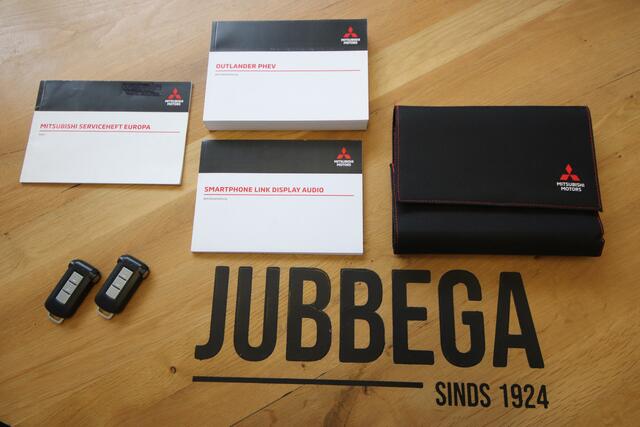 MITSUBISHI
MOTORS
OUTLANDER PHEV
MITSUBISHI
MOTORS
MITSUBISHI SERVICEHEFT EUROPA
MITSUBISHI
MOTORS
SMARTPHONE LINK DISPLAY AUDIO
MITSUBISHI
MOTORS
JUBBEGA
SINDS 1924